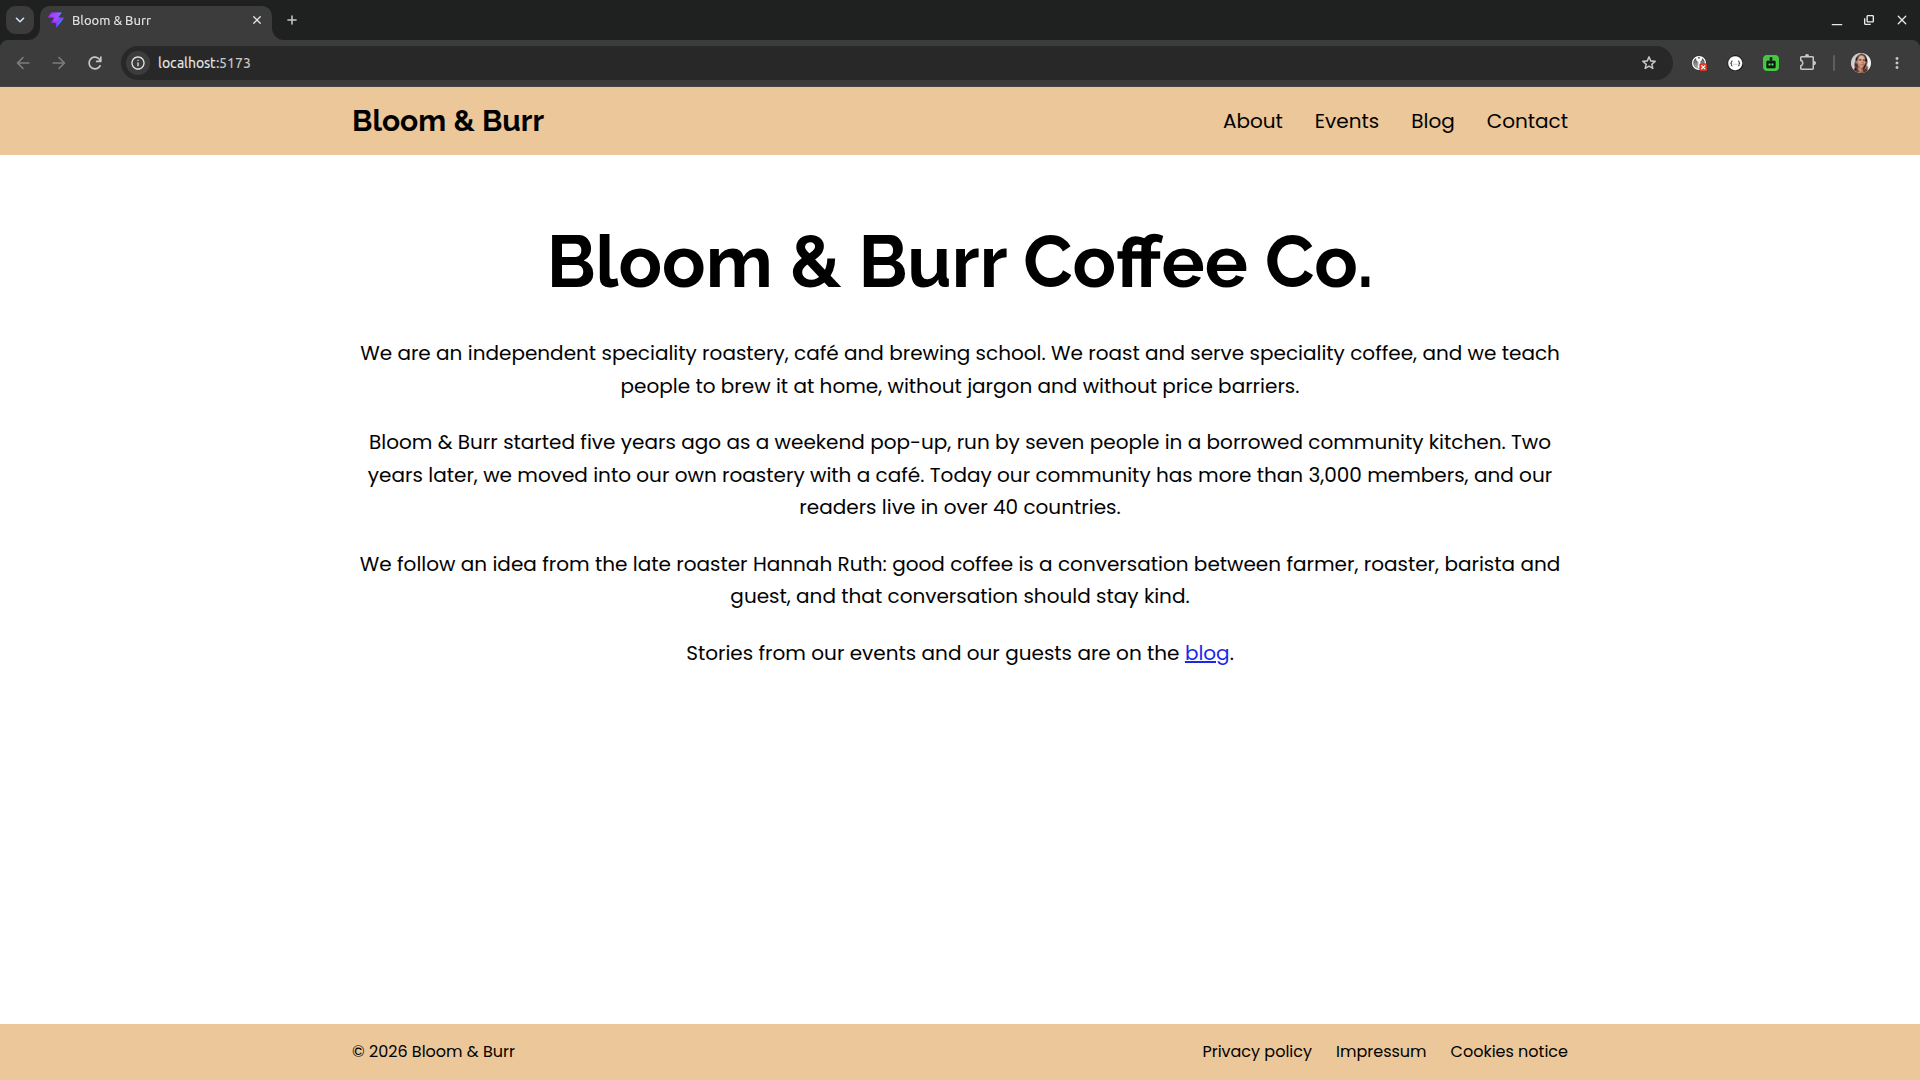 Bloom & Burr
localhost:5173
Bloom & Burr
About Events Blog Contact
Bloom & Burr Coffee Co.
We are an independent speciality roastery, café and brewing school. We roast and serve speciality coffee, and we teach
people to brew it at home, without jargon and without price barriers.
Bloom & Burr started five years ago as a weekend pop-up, run by seven people in a borrowed community kitchen. Two
years later, we moved into our own roastery with a café. Today our community has more than 3,000 members, and our
readers live in over 40 countries.
We follow an idea from the late roaster Hannah Ruth: good coffee is a conversation between farmer, roaster, barista and
guest, and that conversation should stay kind.
Stories from our events and our guests are on the blog.
© 2026 Bloom & Burr
Privacy policy Impressum Cookies notice